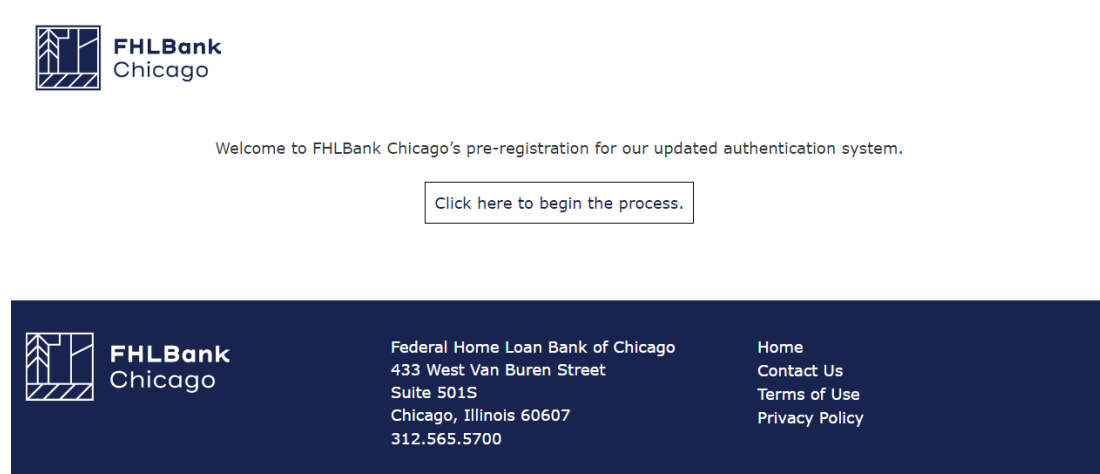 FHLBank
Chicago
Welcome to FHLBank Chicago’s pre-registration for our updated authentication system.
Click here to begin the process.
FHLBank
Chicago
Federal Home Loan Bank of Chicago
433 West Van Buren Street
Suite 501S
Chicago, Illinois 60607
312.565.5700
Home
Contact Us
Terms of Use
Privacy Policy